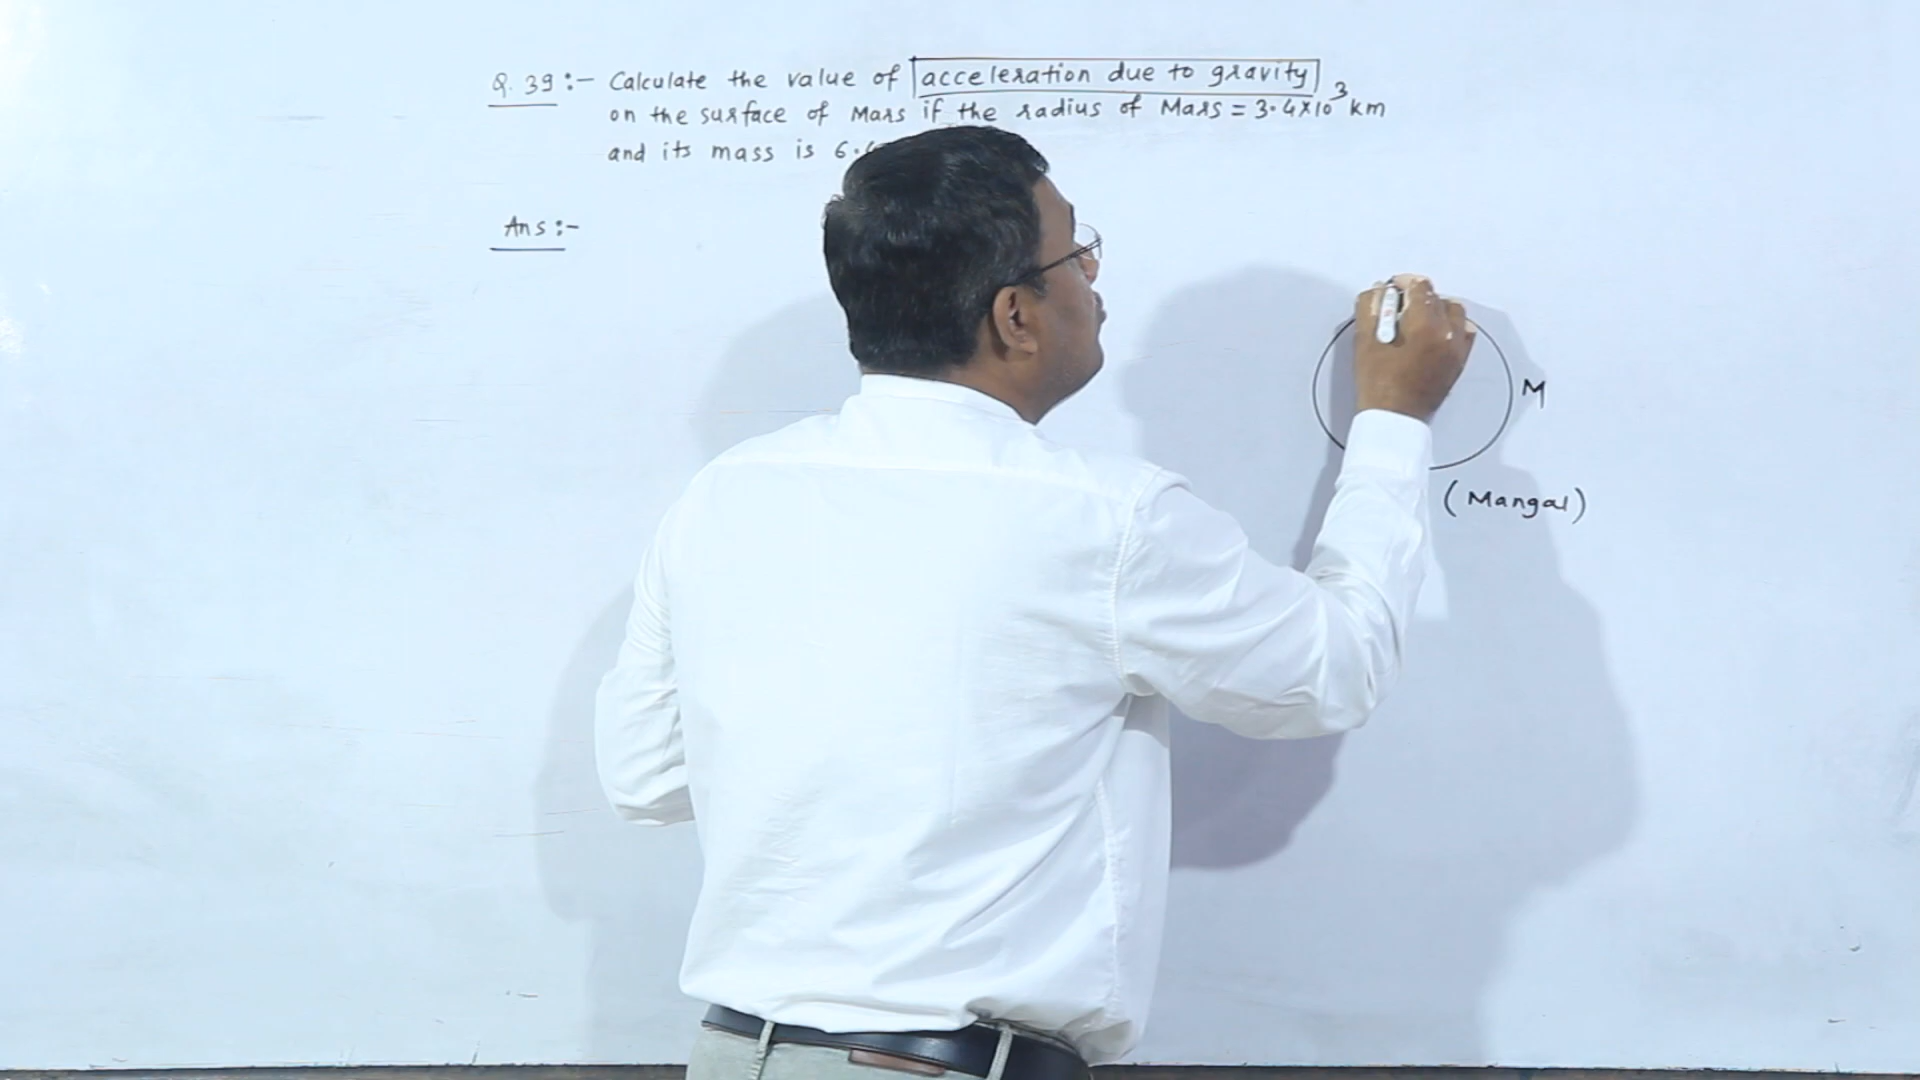 Q. 39 :- Calculate the value of acceleration due to gravity
on the surface of Mars if the radius of Mars = 3.4×10³ km
and its mass is
Ans :-
M
(Mangal)